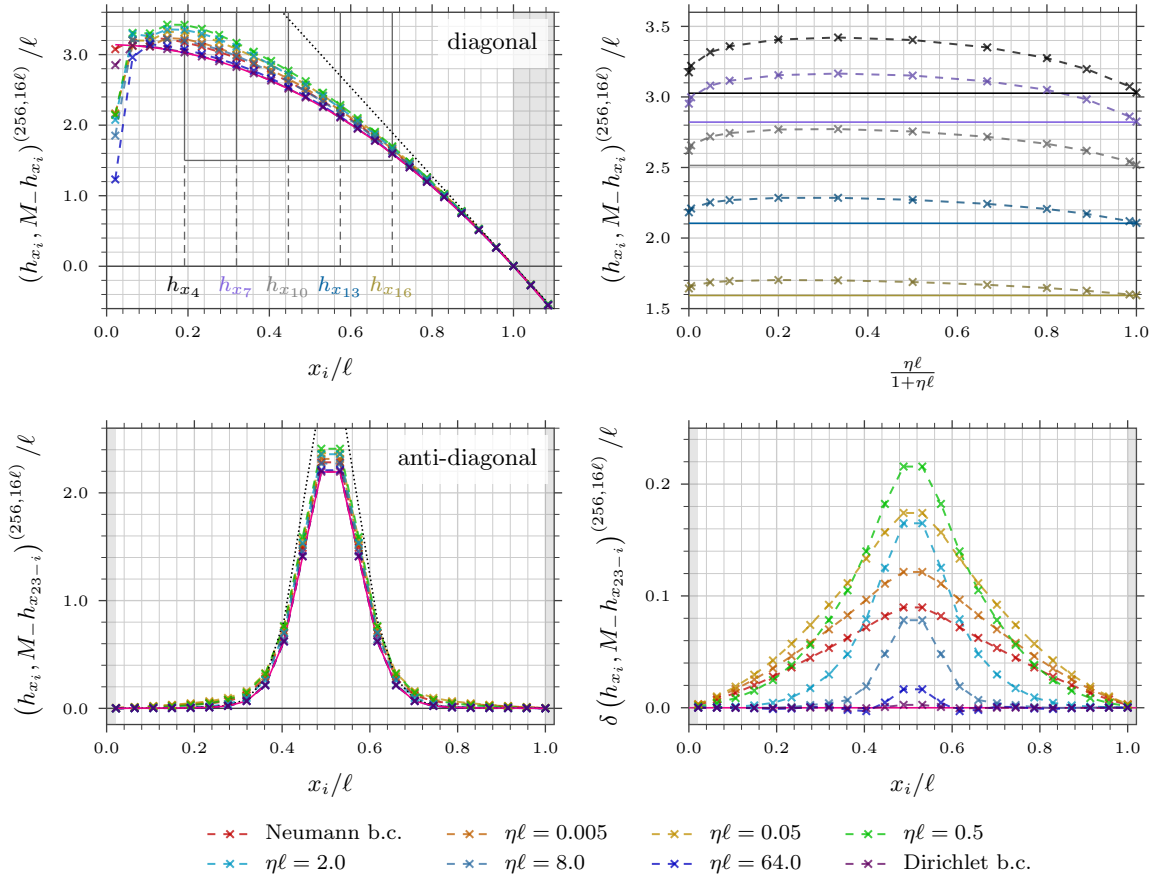 (h_{x_i}, M_- h_{x_i})^{(256,16ℓ)} /ℓ
3.0
2.0
1.0
0.0
diagonal
h_{x_4} h_{x_7} h_{x_{10}} h_{x_{13}} h_{x_{16}}
0.0 0.2 0.4 0.6 0.8 1.0
x_i/ℓ
(h_{x_i}, M_- h_{x_i})^{(256,16ℓ)} /ℓ
3.5
3.0
2.5
2.0
1.5
0.0 0.2 0.4 0.6 0.8 1.0
ηℓ
1+ηℓ
(h_{x_i}, M_- h_{x_{23-i}})^{(256,16ℓ)} /ℓ
2.0
1.0
0.0
anti-diagonal
0.0 0.2 0.4 0.6 0.8 1.0
x_i/ℓ
δ (h_{x_i}, M_- h_{x_{23-i}})^{(256,16ℓ)} /ℓ
0.2
0.1
0.0
0.0 0.2 0.4 0.6 0.8 1.0
x_i/ℓ
Neumann b.c. ηℓ = 0.005 ηℓ = 0.05 ηℓ = 0.5
ηℓ = 2.0 ηℓ = 8.0 ηℓ = 64.0 Dirichlet b.c.